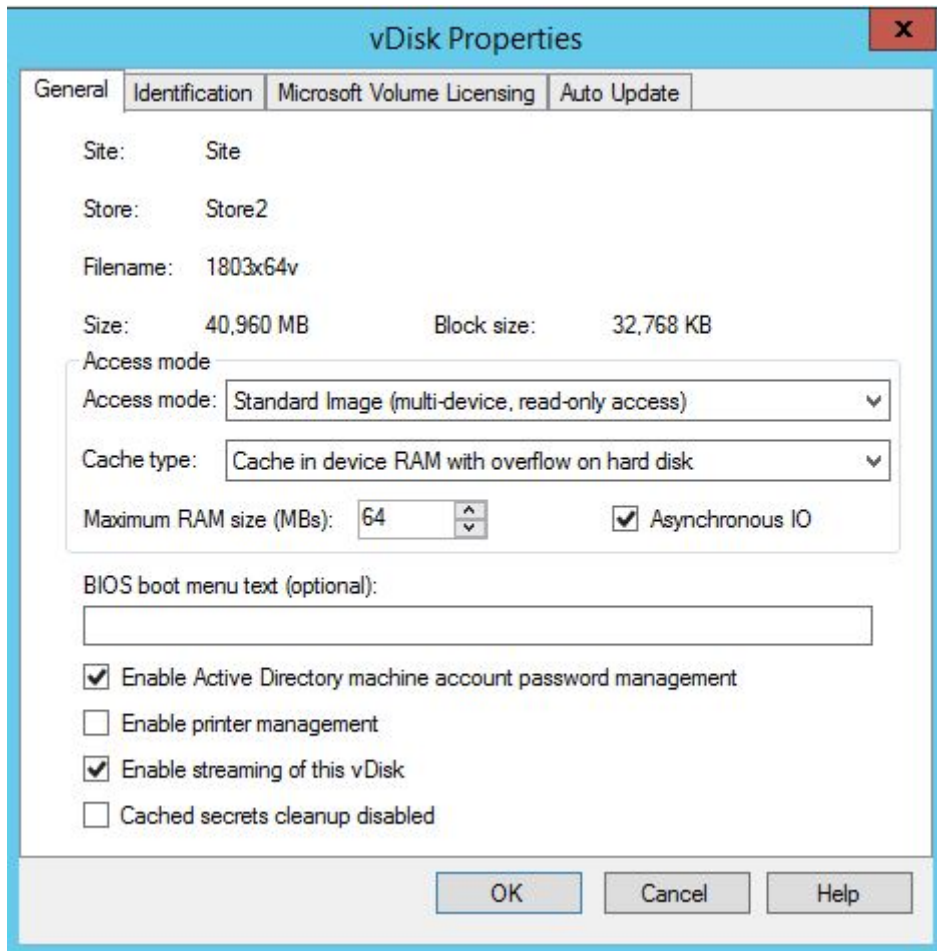 vDisk Properties
x
General Identification Microsoft Volume Licensing Auto Update
Site: Site
Store: Store2
Filename: 1803x64v
Size: 40,960 MB Block size: 32,768 KB
Access mode
Access mode: Standard Image (multi-device, read-only access)
Cache type: Cache in device RAM with overflow on hard disk
Maximum RAM size (MBs): 64 Asynchronous IO
BIOS boot menu text (optional):
Enable Active Directory machine account password management
Enable printer management
Enable streaming of this vDisk
Cached secrets cleanup disabled
OK Cancel Help